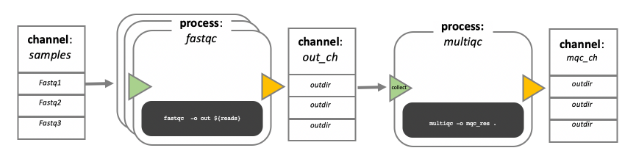 channel:
samples
Fastq1
Fastq2
Fastq3
process:
fastqc
fastqc -o out ${reads}
channel:
out_ch
outdir
outdir
outdir
process:
multiqc
collect
multiqc -o mqc_res .
channel:
mqc_ch
outdir
outdir
outdir